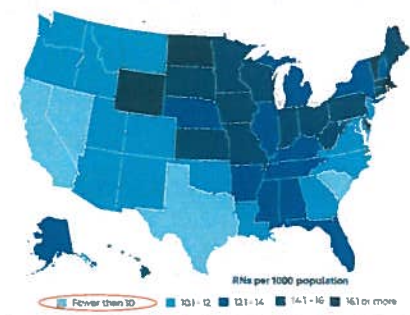 RNs per 1000 population
Fewer then 10 10.1 - 12 12.1 - 14 14.1 - 16 16.1 or more